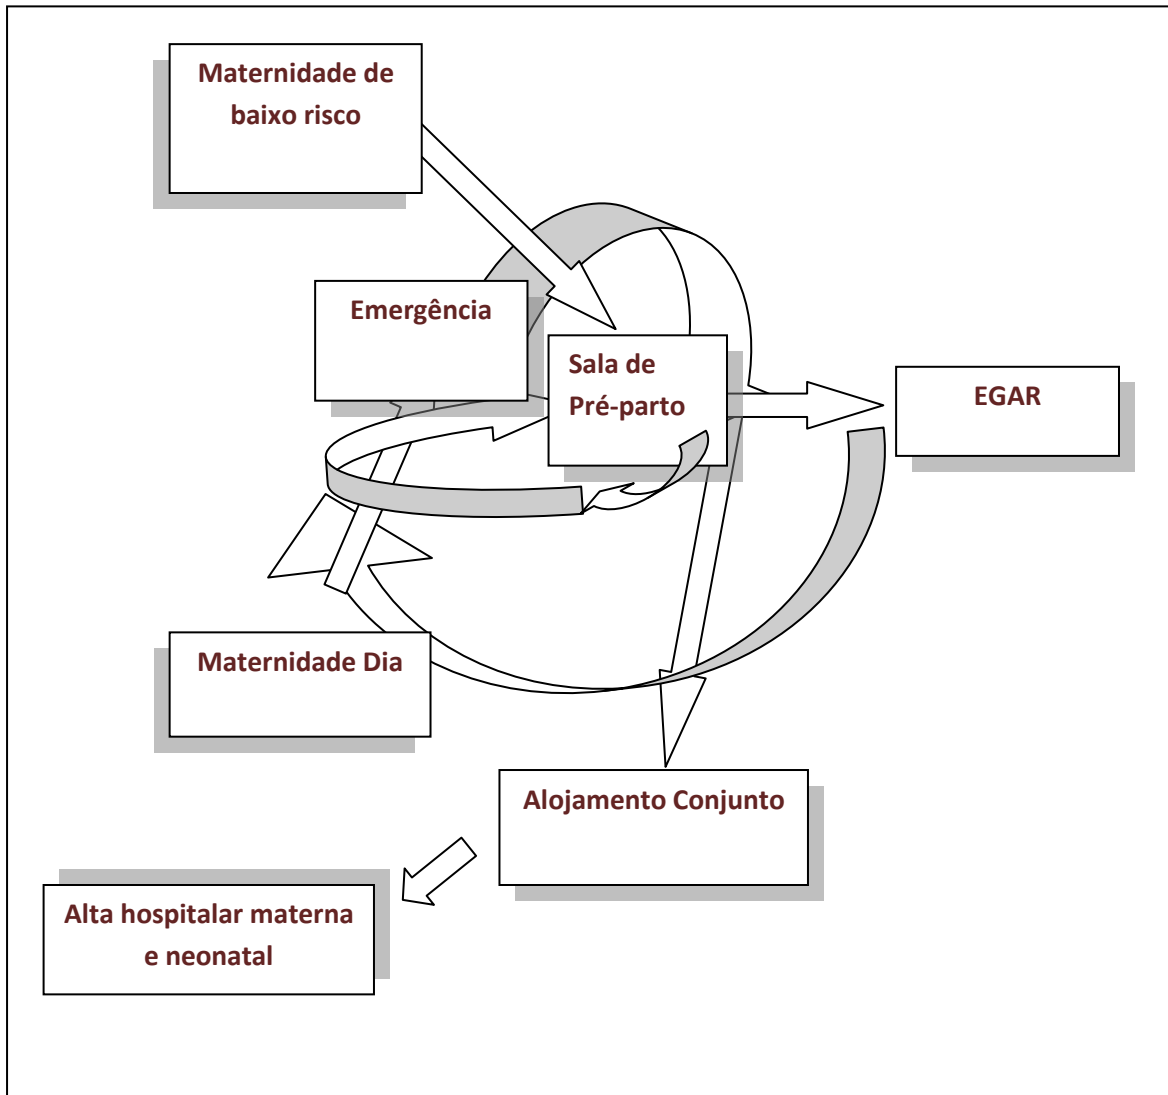 Maternidade de
baixo risco
Emergência
Sala de
Pré-parto
EGAR
Maternidade Dia
Alojamento Conjunto
Alta hospitalar materna
e neonatal